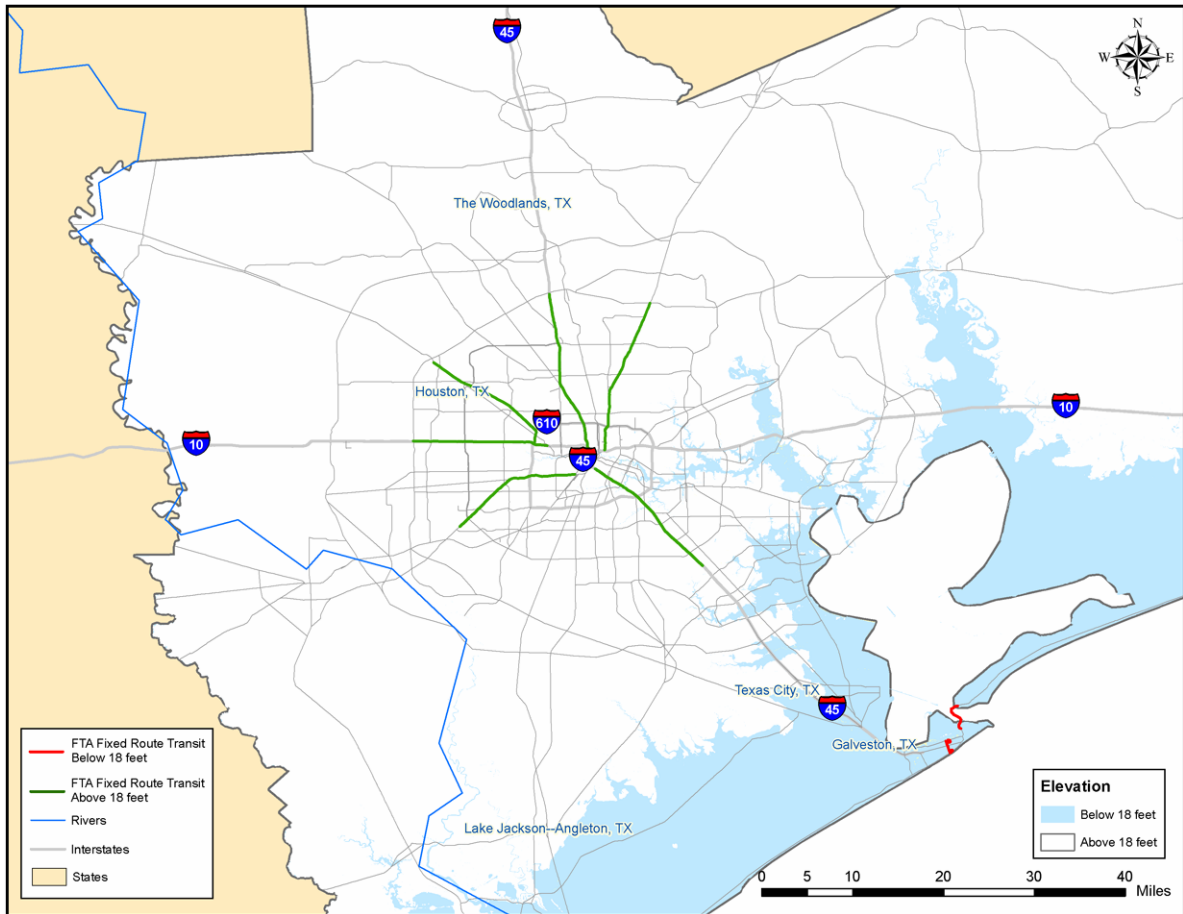 45
N
W E
S
The Woodlands, TX
Houston, TX
610
10
10
45
Texas City, TX
45
Galveston, TX
Lake Jackson--Angleton, TX
FTA Fixed Route Transit
Below 18 feet
FTA Fixed Route Transit
Above 18 feet
Rivers
Interstates
States
Elevation
Below 18 feet
Above 18 feet
0 5 10 20 30 40
Miles